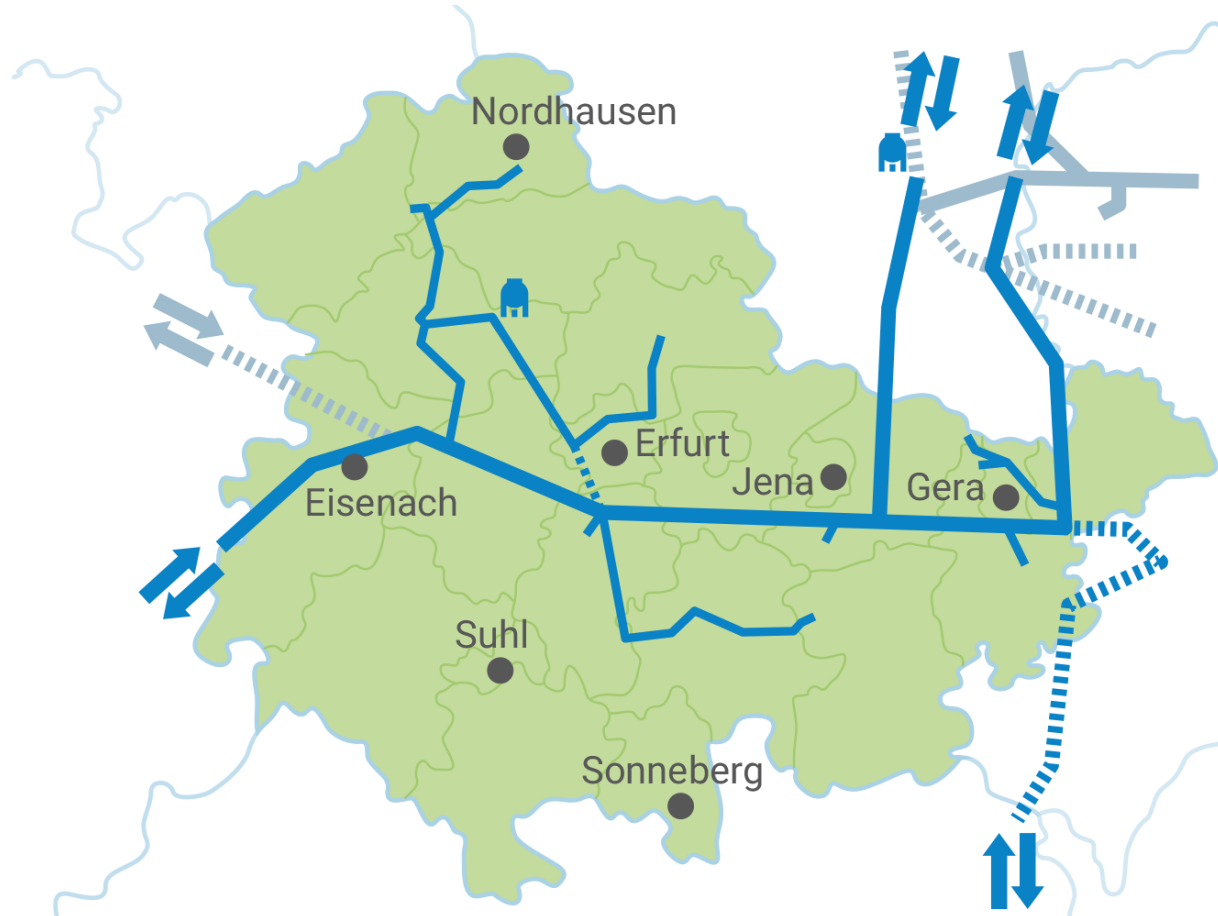 Nordhausen
Erfurt
Jena
Gera
Eisenach
Suhl
Sonneberg